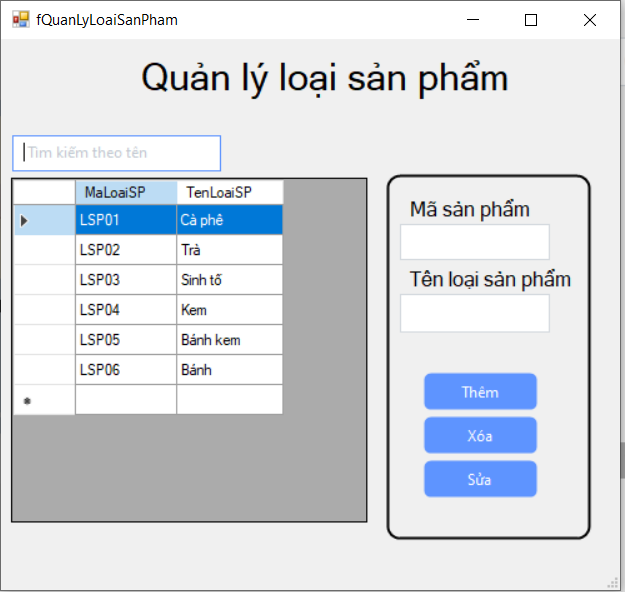 fQuanLyLoaiSanPham
Quản lý loại sản phẩm
Tìm kiếm theo tên
MaLoaiSP TenLoaiSP
LSP01 Cà phê
LSP02 Trà
LSP03 Sinh tố
LSP04 Kem
LSP05 Bánh kem
LSP06 Bánh
Mã sản phẩm
Tên loại sản phẩm
Thêm
Xóa
Sửa